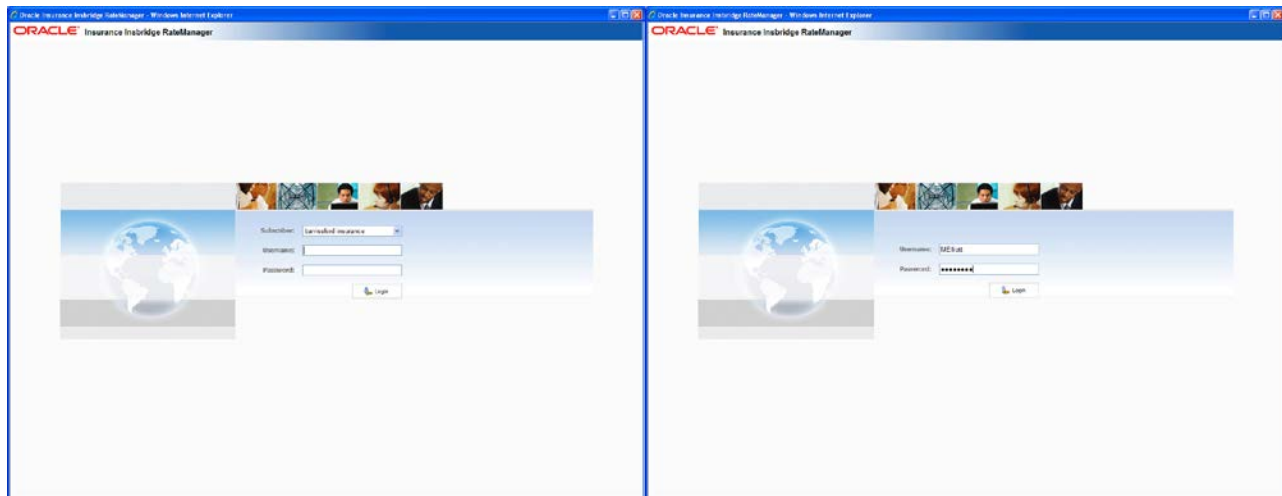 Oracle Insurance Insbridge RateManager - Windows Internet Explorer
ORACLE Insurance Insbridge RateManager
Subscriber: insurance
Username:
Password:
Login
Oracle Insurance Insbridge RateManager - Windows Internet Explorer
ORACLE Insurance Insbridge RateManager
Username:
Password: ••••••••
Login